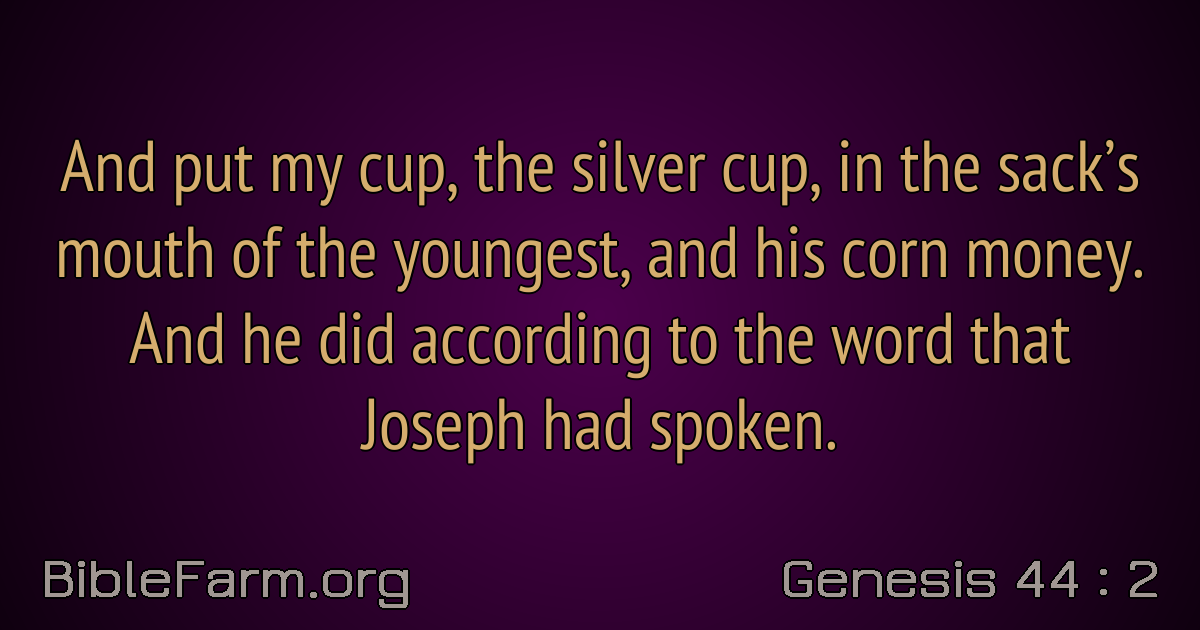 And put my cup, the silver cup, in the sack’s
mouth of the youngest, and his corn money.
And he did according to the word that
Joseph had spoken.
BibleFarm.org
Genesis 44 : 2